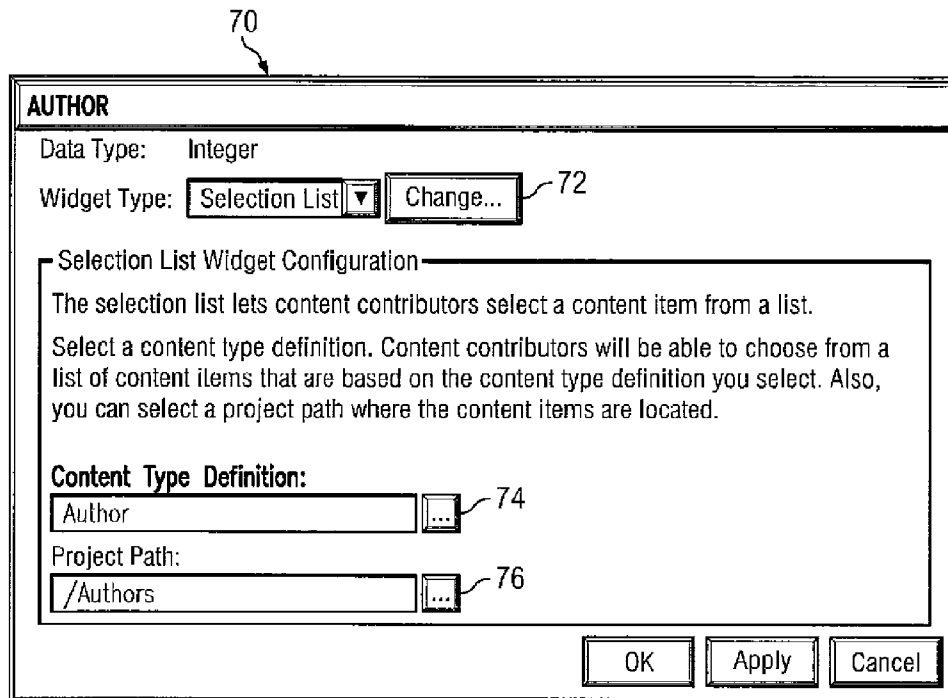 70
AUTHOR
Data Type: Integer
Widget Type: Selection List Change... 72
Selection List Widget Configuration
The selection list lets content contributors select a content item from a list.
Select a content type definition. Content contributors will be able to choose from a
list of content items that are based on the content type definition you select. Also,
you can select a project path where the content items are located.
Content Type Definition:
Author ... 74
Project Path:
/Authors ... 76
OK Apply Cancel